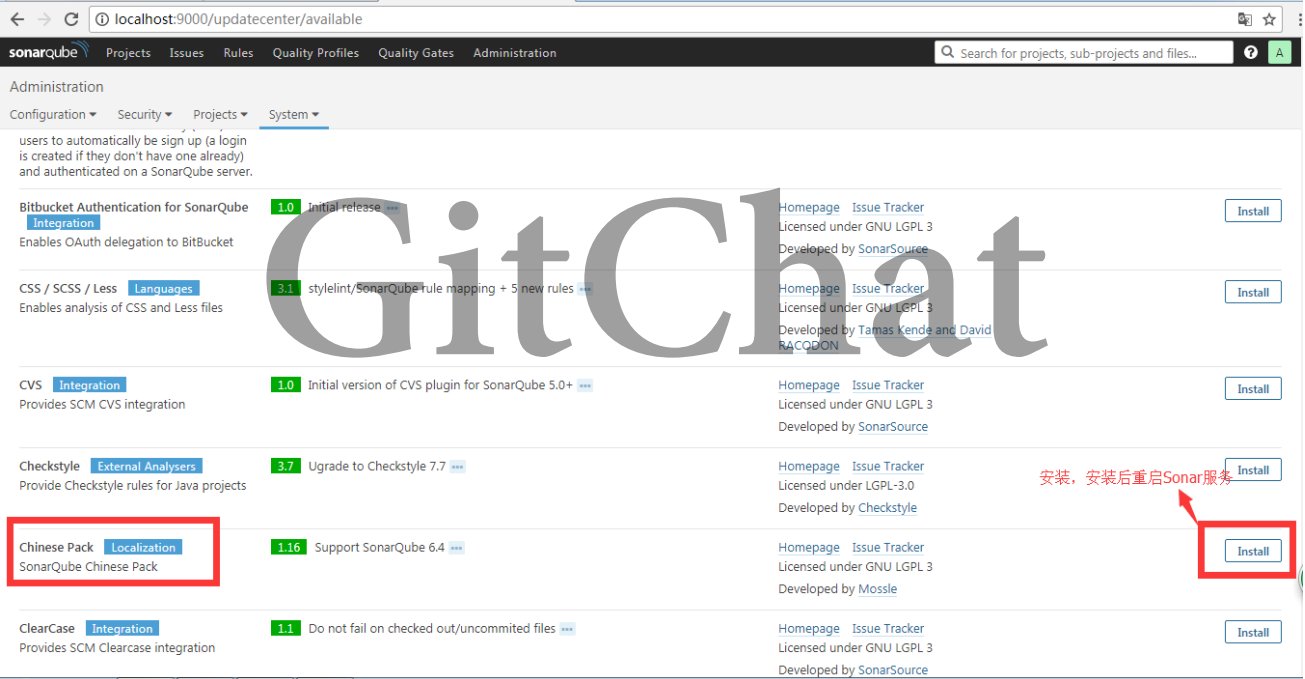 localhost:9000/updatecenter/available
sonarqube Projects Issues Rules Quality Profiles Quality Gates Administration Search for projects, sub-projects and files... ? A
Administration
Configuration Security Projects System
users to automatically be sign up (a login
is created if they don't have one already)
and authenticated on a SonarQube server.
Bitbucket Authentication for SonarQube 1.0 Initial release ••• Homepage Issue Tracker Install
Integration Licensed under GNU LGPL 3
Enables OAuth delegation to BitBucket Developed by SonarSource
GitChat
CSS / SCSS / Less Languages 3.1 stylelint/SonarQube rule mapping + 5 new rules ••• Homepage Issue Tracker Install
Enables analysis of CSS and Less files Licensed under GNU LGPL 3
Developed by Tamas Kende and David
RACODON
CVS Integration 1.0 Initial version of CVS plugin for SonarQube 5.0+ ••• Homepage Issue Tracker Install
Provides SCM CVS integration Licensed under GNU LGPL 3
Developed by SonarSource
Checkstyle External Analysers 3.7 Ugrade to Checkstyle 7.7 ••• Homepage Issue Tracker Install
Provide Checkstyle rules for Java projects Licensed under LGPL-3.0
安装，安装后重启Sonar服务
Developed by Checkstyle
Chinese Pack Localization 1.16 Support SonarQube 6.4 ••• Homepage Issue Tracker Install
SonarQube Chinese Pack Licensed under GNU LGPL 3
Developed by Mossle
ClearCase Integration 1.1 Do not fail on checked out/uncommited files ••• Homepage Issue Tracker Install
Provides SCM Clearcase integration Licensed under GNU LGPL 3
Developed by SonarSource